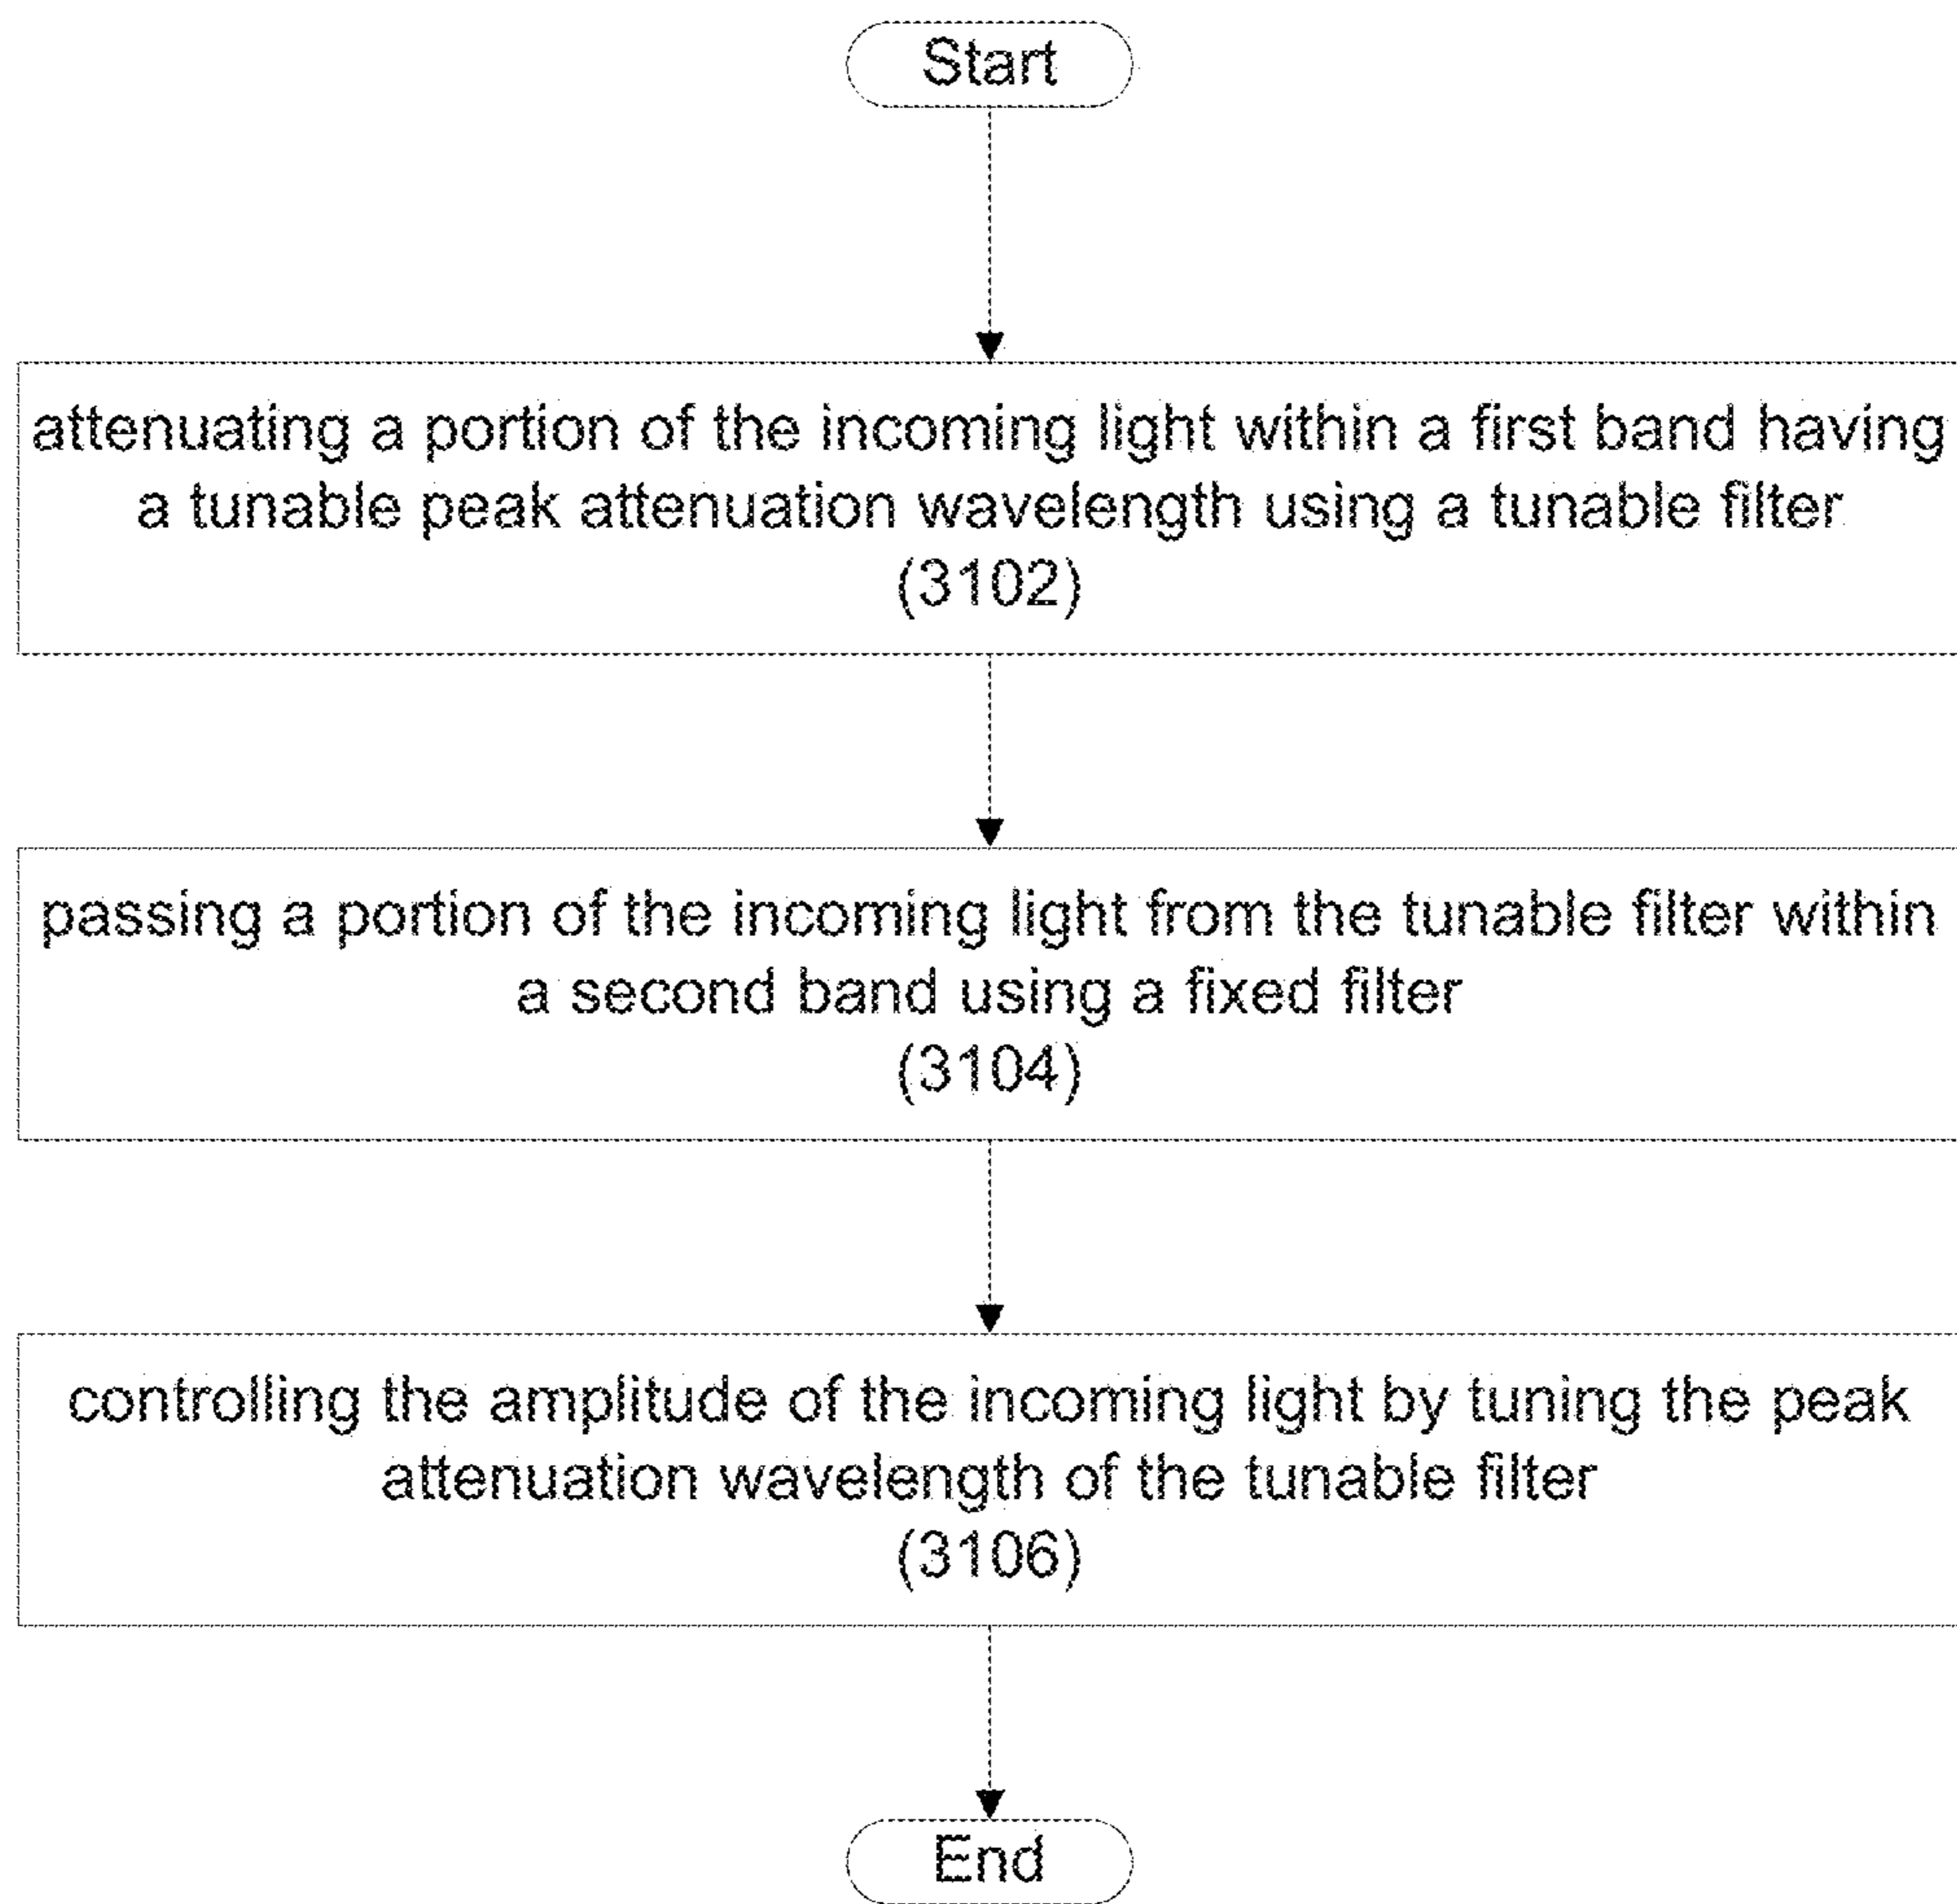 Start
attenuating a portion of the incoming light within a first band having
a tunable peak attenuation wavelength using a tunable filter
(3102)
passing a portion of the incoming light from the tunable filter within
a second band using a fixed filter
(3104)
controlling the amplitude of the incoming light by tuning the peak
attenuation wavelength of the tunable filter
(3106)
End